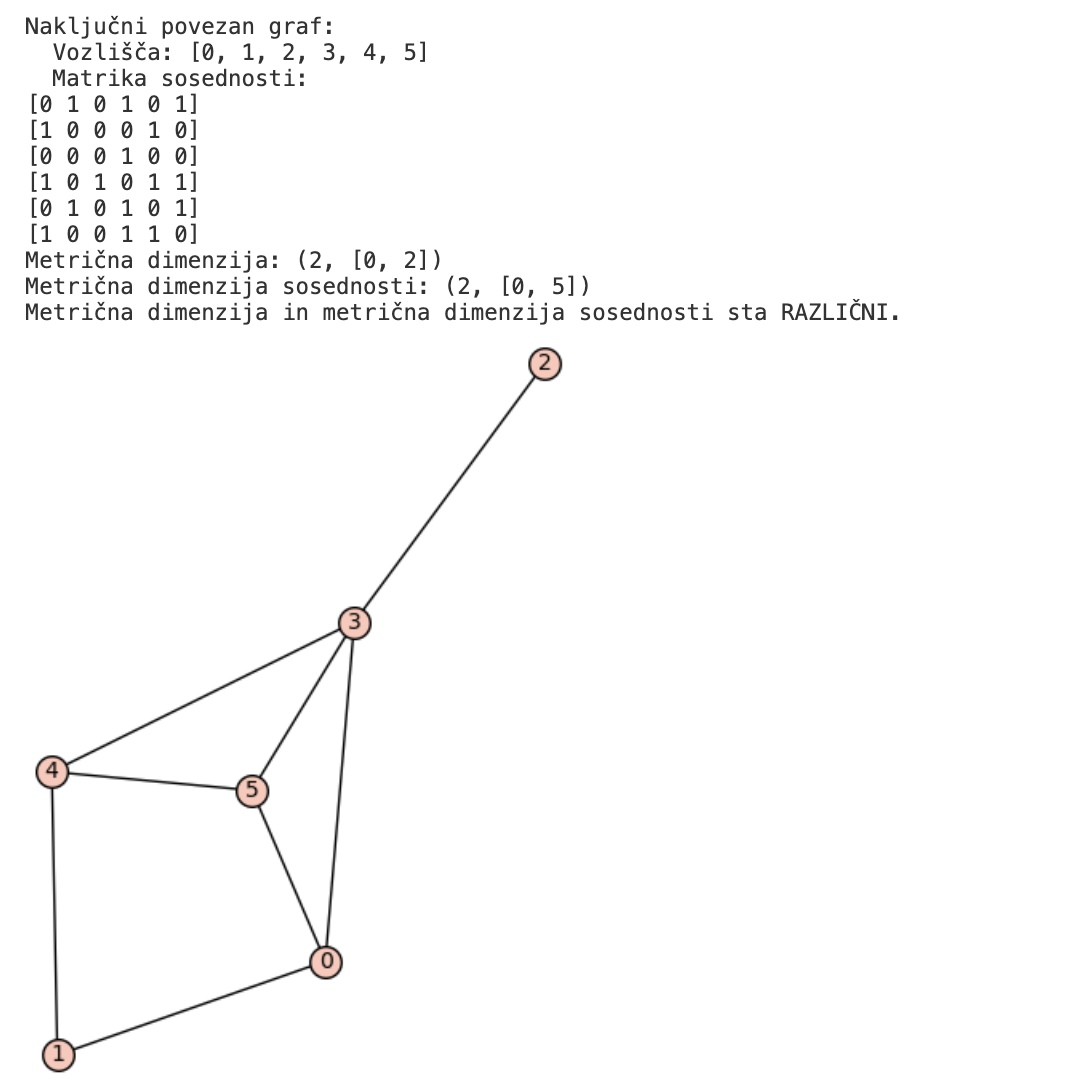 Naključni povezan graf:
  Vozlišča: [0, 1, 2, 3, 4, 5]
  Matrika sosednosti:
[0 1 0 1 0 1]
[1 0 0 0 1 0]
[0 0 0 1 0 0]
[1 0 1 0 1 1]
[0 1 0 1 0 1]
[1 0 0 1 1 0]
Metrična dimenzija: (2, [0, 2])
Metrična dimenzija sosednosti: (2, [0, 5])
Metrična dimenzija in metrična dimenzija sosednosti sta RAZLIČNI.
2
3
4
5
0
1